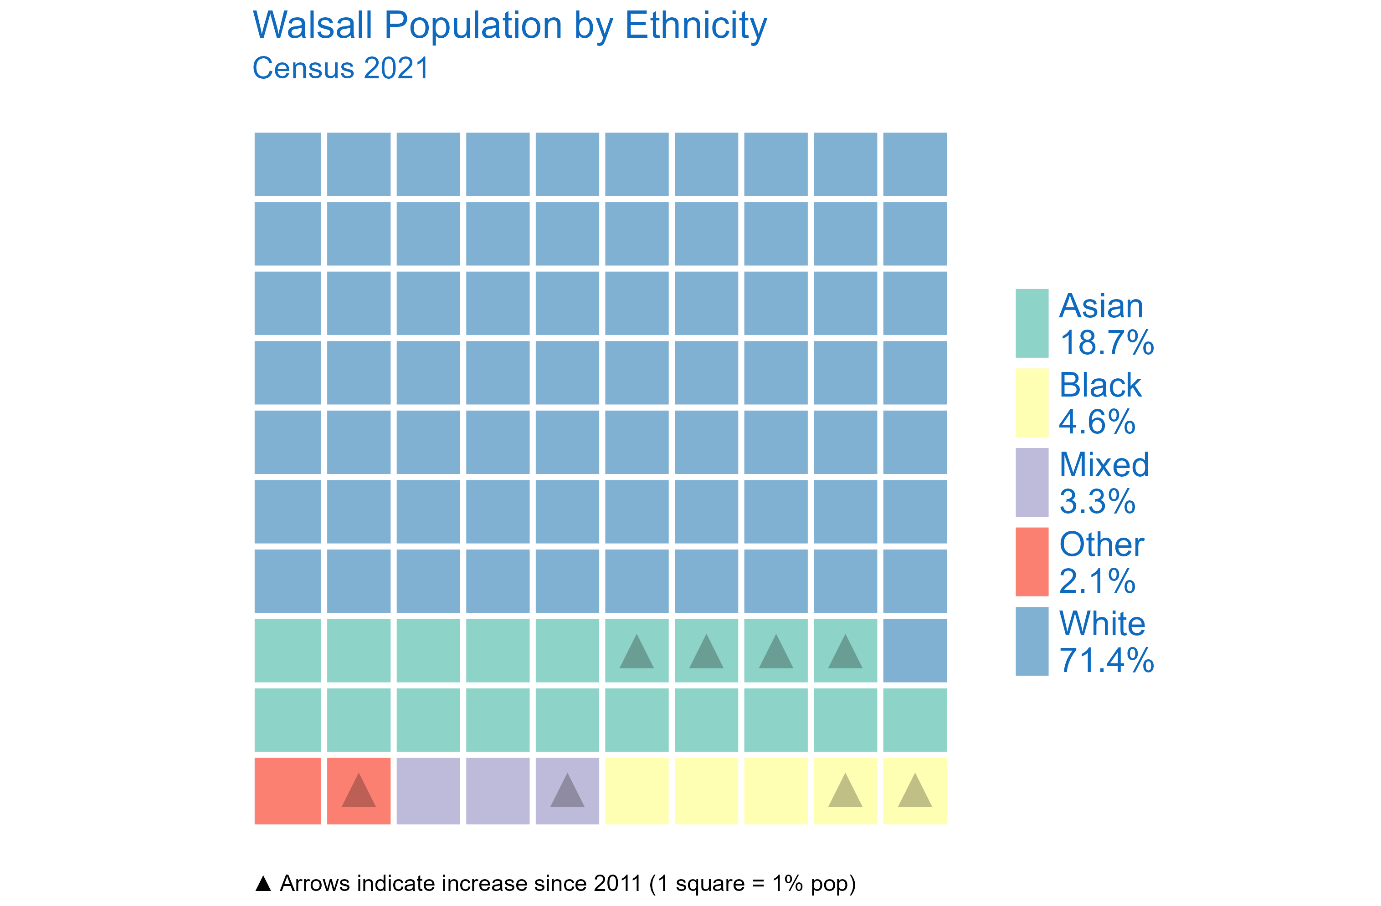 Walsall Population by Ethnicity
Census 2021
Asian
18.7%
Black
4.6%
Mixed
3.3%
Other
2.1%
White
71.4%
▲ Arrows indicate increase since 2011 (1 square = 1% pop)